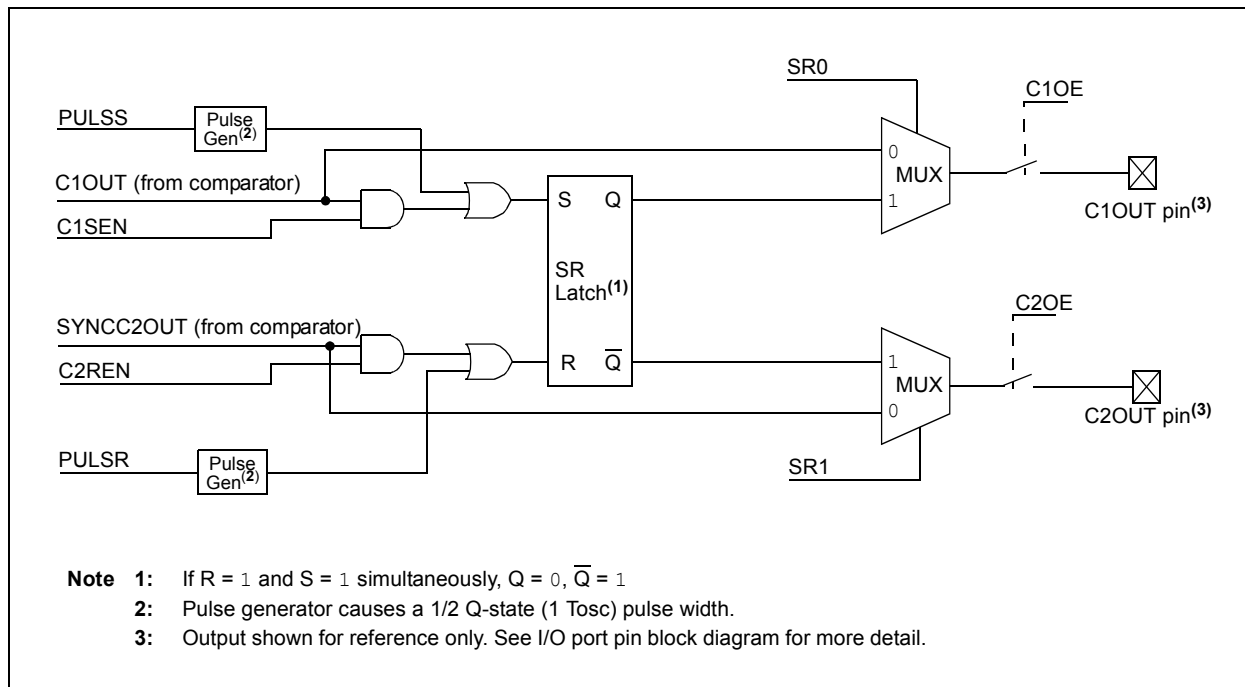 SR0
C1OE
PULSS
Pulse
Gen(2)
0
MUX
1
C1OUT (from comparator)
C1SEN
S Q
C1OUT pin(3)
SR
Latch(1)
SYNCC2OUT (from comparator)
C2OE
C2REN
R Q̅
1
MUX
0
C2OUT pin(3)
PULSR
Pulse
Gen(2)
SR1
Note 1: If R = 1 and S = 1 simultaneously, Q = 0, Q̅ = 1
2: Pulse generator causes a 1/2 Q-state (1 Tosc) pulse width.
3: Output shown for reference only. See I/O port pin block diagram for more detail.